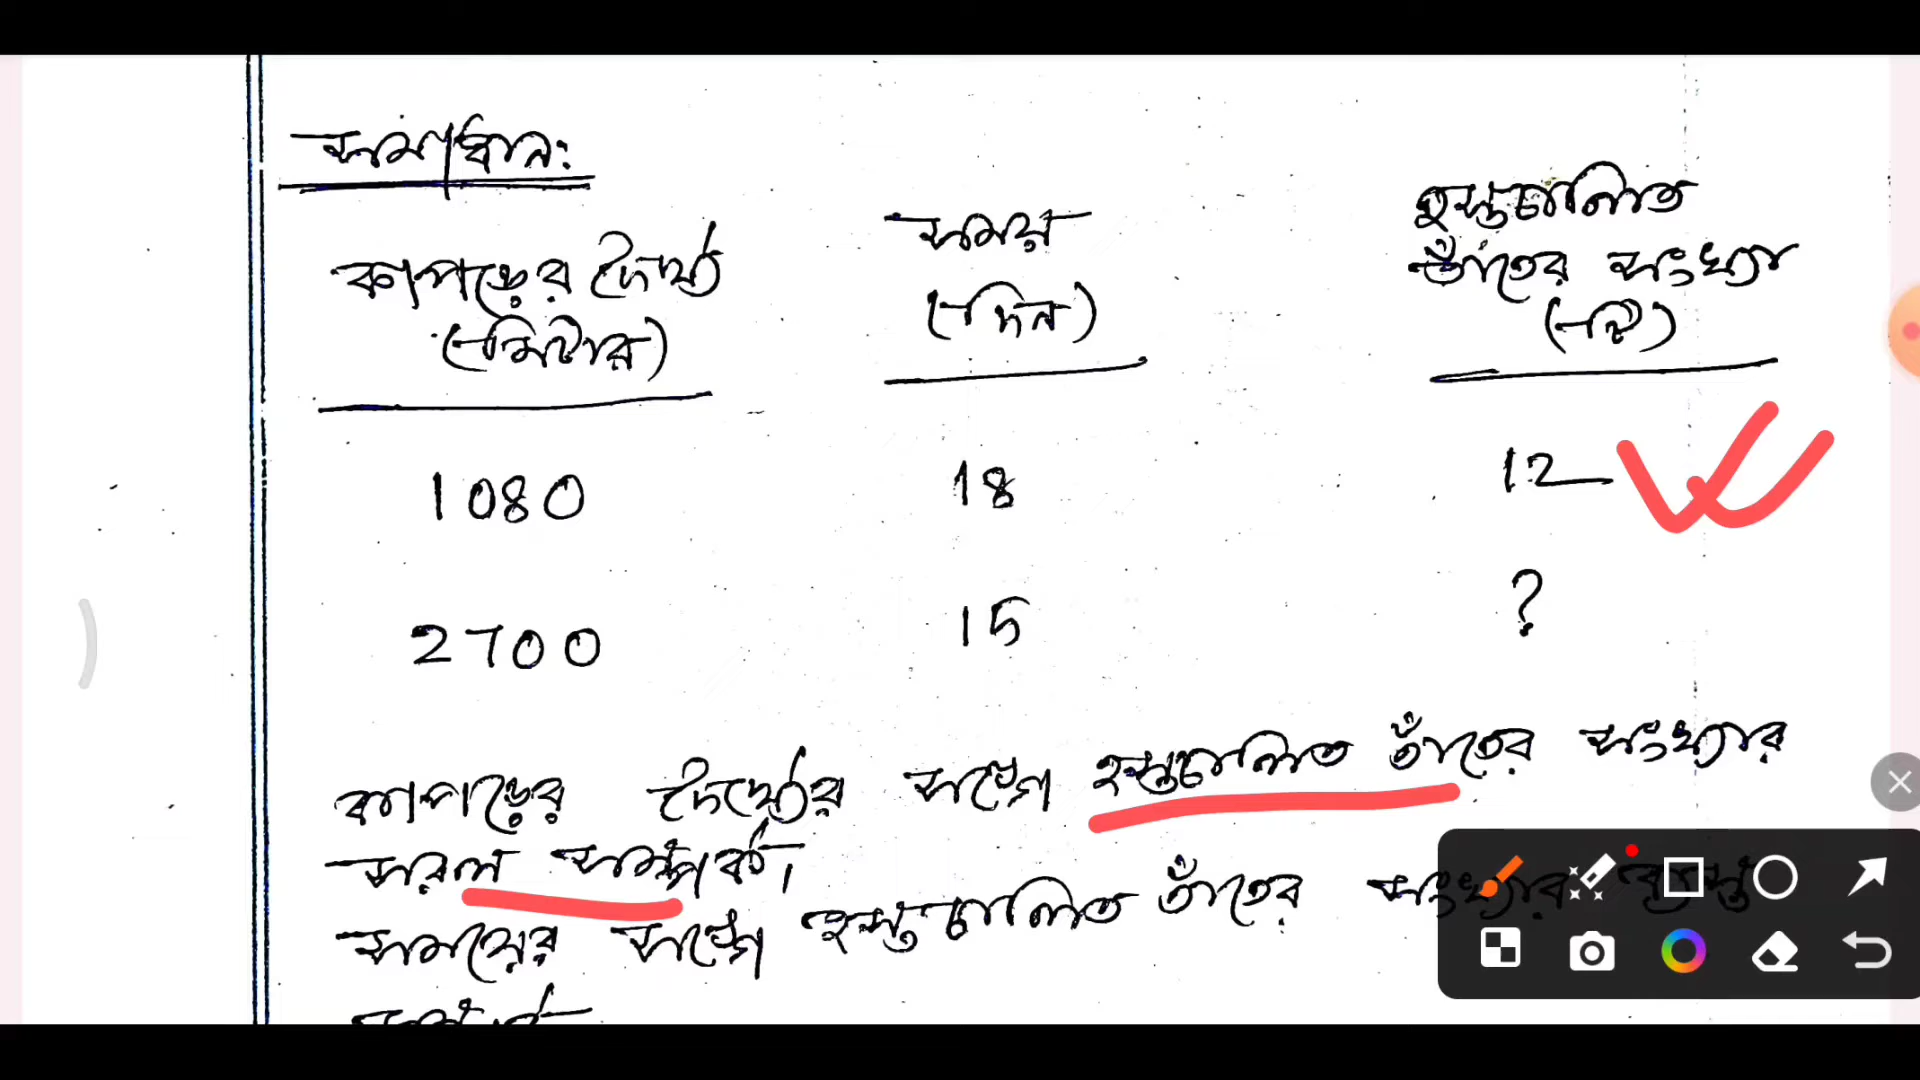 সমাধান:
কাপড়ের দৈর্ঘ্য
(মিটার)
সময়
(দিন)
হস্তচালিত
তাঁতের সংখ্যা
(টি)
1080 18 12
2700 15 ?
কাপড়ের দৈর্ঘ্যের সঙ্গে হস্তচালিত তাঁতের সংখ্যার
সরল সম্পর্ক।
সময়ের সঙ্গে হস্তচালিত তাঁতের সংখ্যার ব্যস্ত